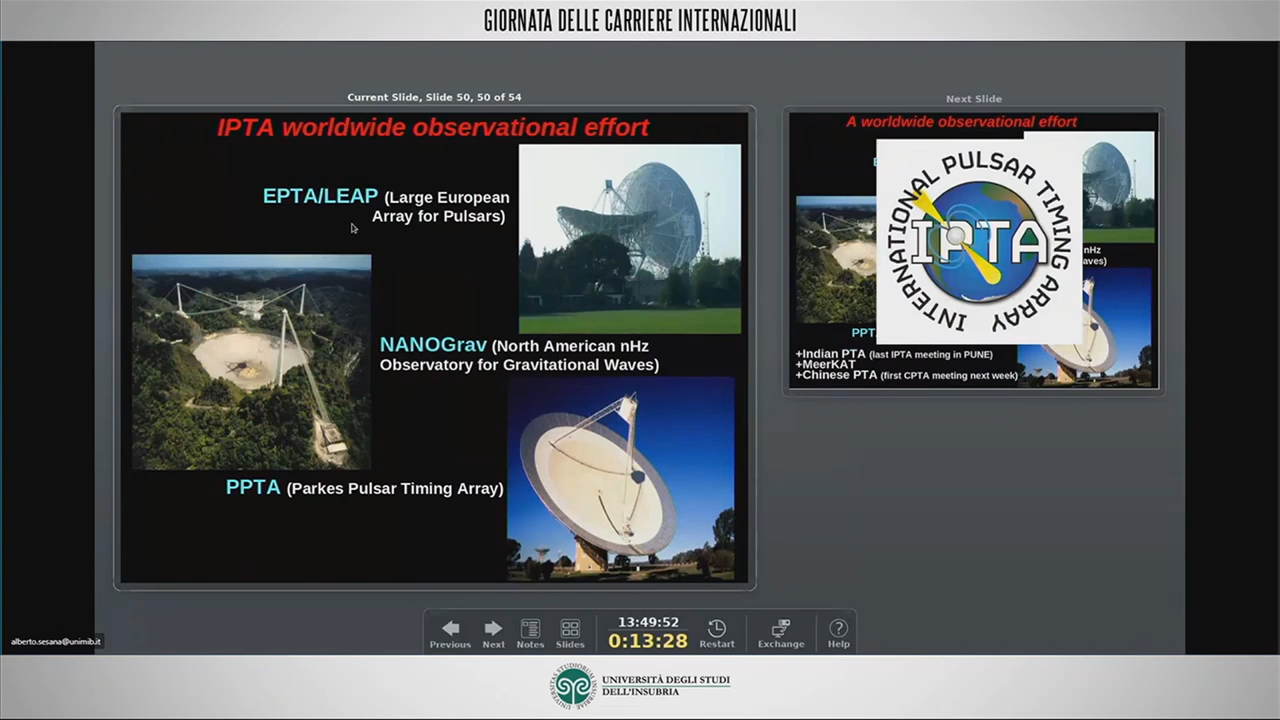 GIORNATA DELLE CARRIERE INTERNAZIONALI
Current Slide, Slide 50, 50 of 54
IPTA worldwide observational effort
EPTA/LEAP (Large European
Array for Pulsars)
NANOGrav (North American nHz
Observatory for Gravitational Waves)
PPTA (Parkes Pulsar Timing Array)
Next Slide
A worldwide observational effort
INTERNATIONAL PULSAR TIMING ARRAY
IPTA
nHz
aves)
PPT
+Indian PTA (last IPTA meeting in PUNE)
+MeerKAT
+Chinese PTA (first CPTA meeting next week)
Previous
Next
Notes
Slides
13:49:52
0:13:28
Restart
Exchange
Help
alberto.sesana@unimib.it
UNIVERSITÀ DEGLI STUDI
DELL'INSUBRIA